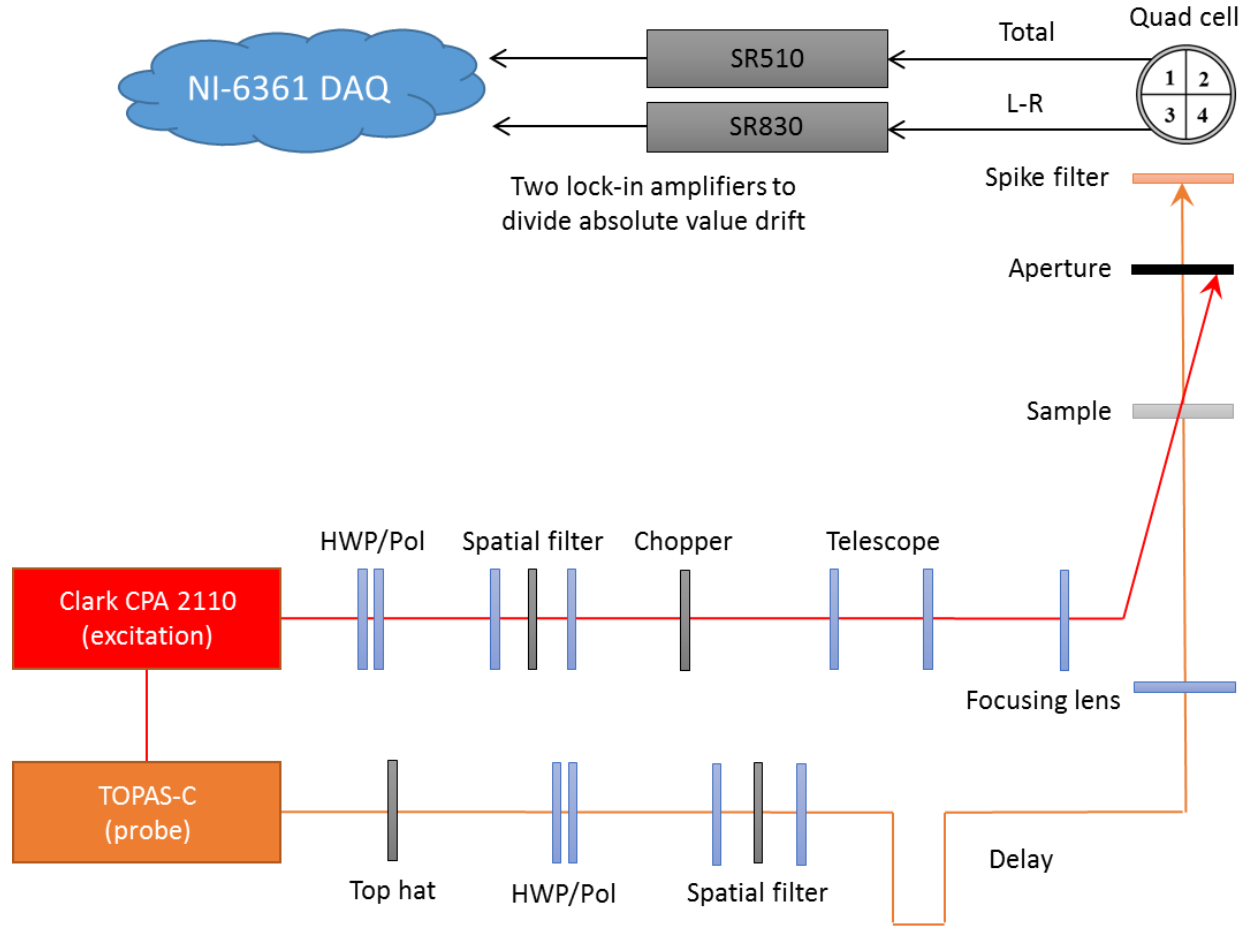 Quad cell
Total
NI-6361 DAQ
SR510
1 2
3 4
L-R
SR830
Spike filter
Two lock-in amplifiers to
divide absolute value drift
Aperture
Sample
HWP/Pol
Spatial filter
Chopper
Telescope
Clark CPA 2110
(excitation)
Focusing lens
TOPAS-C
(probe)
Delay
Top hat
HWP/Pol
Spatial filter